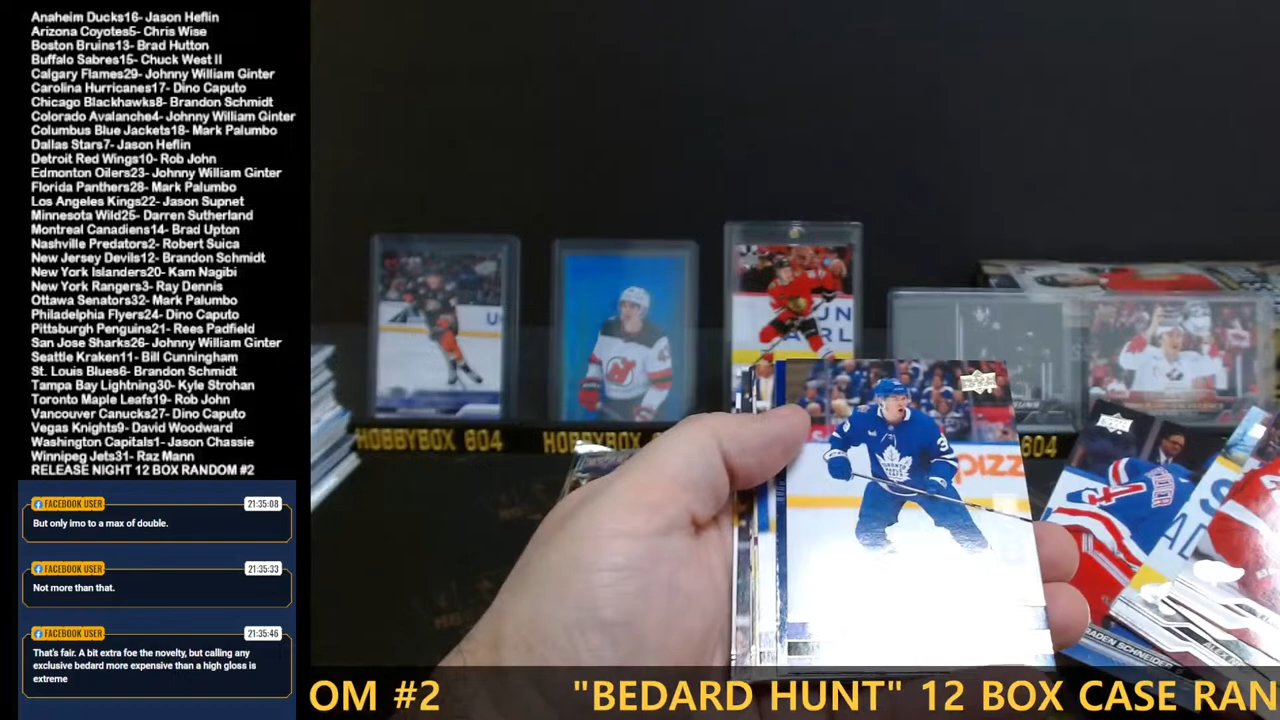 Anaheim Ducks16- Jason Heflin
Arizona Coyotes5- Chris Wise
Boston Bruins13- Brad Hutton
Buffalo Sabres15- Chuck West II
Calgary Flames29- Johnny William Ginter
Carolina Hurricanes17- Dino Caputo
Chicago Blackhawks8- Brandon Schmidt
Colorado Avalanche4- Johnny William Ginter
Columbus Blue Jackets18- Mark Palumbo
Dallas Stars7- Jason Heflin
Detroit Red Wings10- Rob John
Edmonton Oilers23- Johnny William Ginter
Florida Panthers28- Mark Palumbo
Los Angeles Kings22- Jason Supnet
Minnesota Wild25- Darren Sutherland
Montreal Canadiens14- Brad Upton
Nashville Predators2- Robert Suica
New Jersey Devils12- Brandon Schmidt
New York Islanders20- Kam Nagibi
New York Rangers3- Ray Dennis
Ottawa Senators32- Mark Palumbo
Philadelphia Flyers24- Dino Caputo
Pittsburgh Penguins21- Rees Padfield
San Jose Sharks26- Johnny William Ginter
Seattle Kraken11- Bill Cunningham
St. Louis Blues6- Brandon Schmidt
Tampa Bay Lightning30- Kyle Strohan
Toronto Maple Leafs19- Rob John
Vancouver Canucks27- Dino Caputo
Vegas Knights9- David Woodward
Washington Capitals1- Jason Chassie
Winnipeg Jets31- Raz Mann
RELEASE NIGHT 12 BOX RANDOM #2
FACEBOOK USER 21:35:08
But only imo to a max of double.
FACEBOOK USER 21:35:33
Not more than that.
FACEBOOK USER 21:35:46
That's fair. A bit extra foe the novelty, but calling any
exclusive bedard more expensive than a high gloss is
extreme
HOBBYBOX 604
HOBBYB
604
TORONTO
pizz
ADEN SCHNEIDER
OM #2 "BEDARD HUNT" 12 BOX CASE RAN